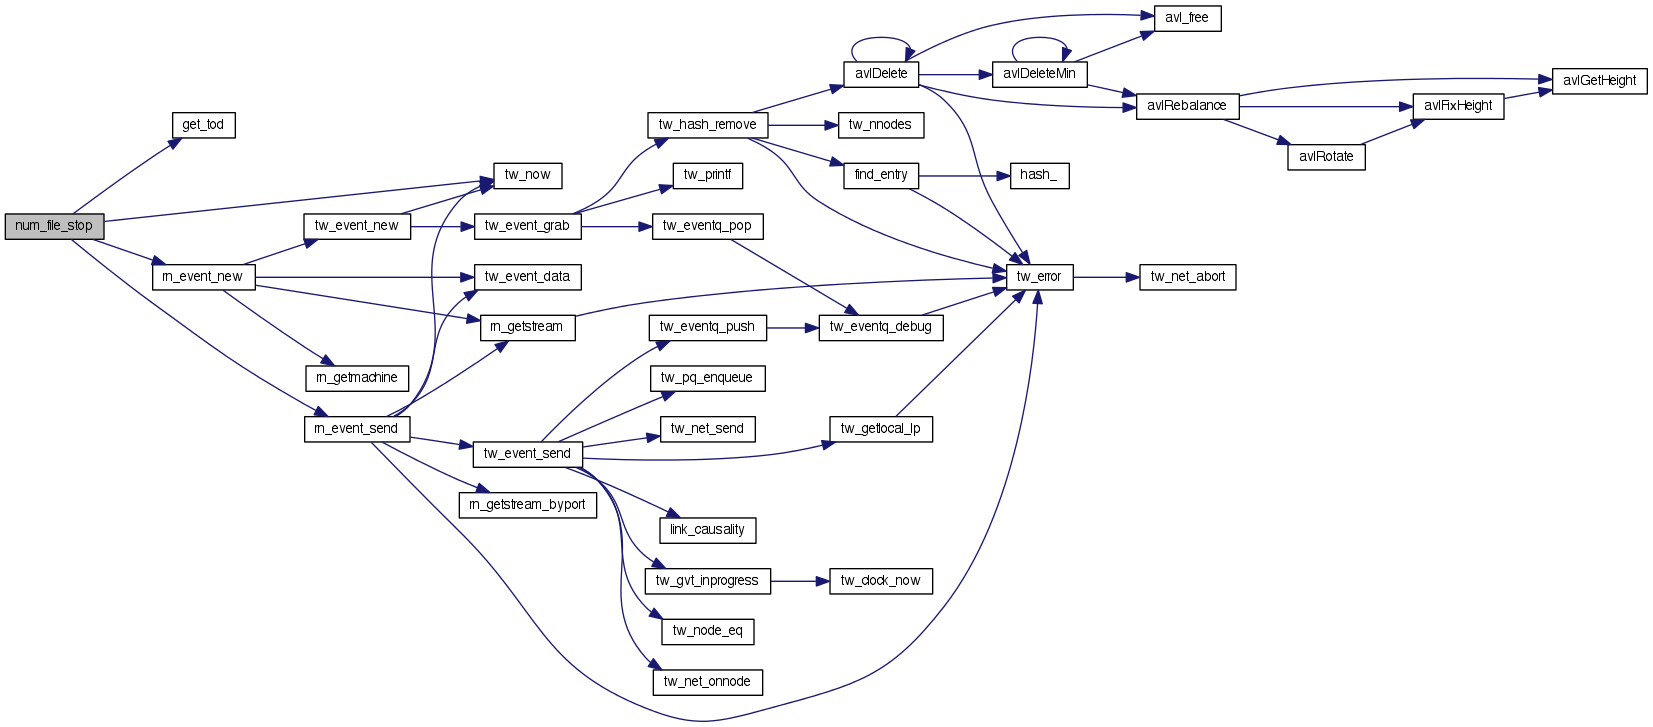 avl_free
avlDelete
avlDeleteMin
avlGetHeight
avlRebalance
avlFixHeight
get_tod
tw_hash_remove
tw_nnodes
avlRotate
tw_now
tw_printf
find_entry
hash_
num_file_stop
tw_event_new
tw_event_grab
tw_eventq_pop
rn_event_new
tw_event_data
tw_error
tw_net_abort
rn_getstream
tw_eventq_push
tw_eventq_debug
rn_getmachine
tw_pq_enqueue
rn_event_send
tw_net_send
tw_getlocal_lp
tw_event_send
rn_getstream_byport
link_causality
tw_gvt_inprogress
tw_clock_now
tw_node_eq
tw_net_onnode